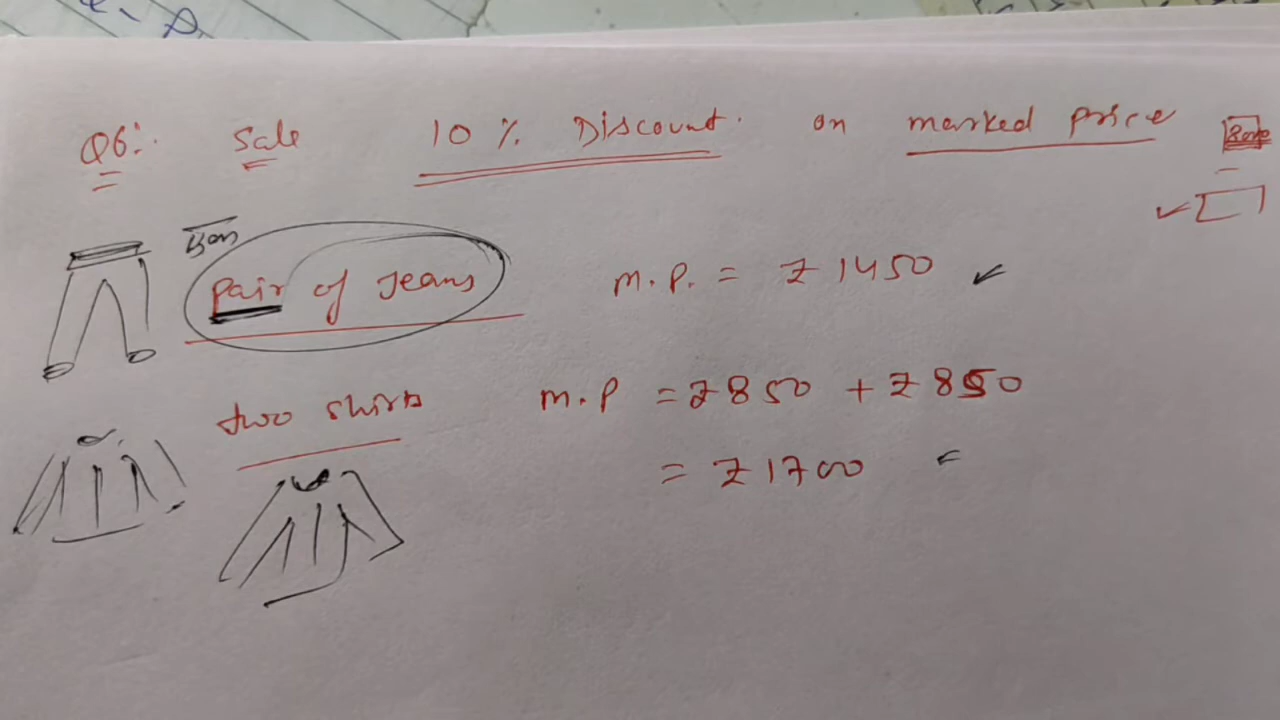 Q6:. Sale 10 % Discount. on marked price
Pair of Jeans m.p. = ₹ 1450 ✓
two shirts m.p = ₹ 850 + ₹ 850
= ₹ 1700 ✓